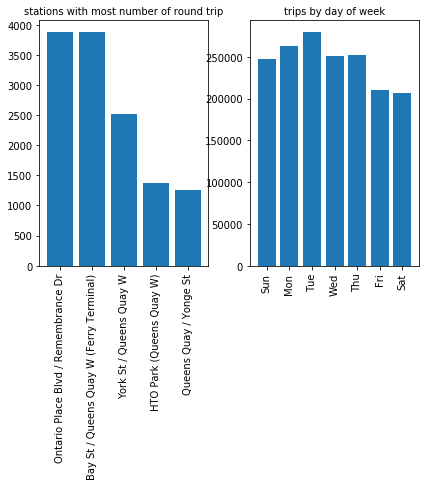 stations with most number of round trip
4000
3500
3000
2500
2000
1500
1000
500
0
Ontario Place Blvd / Remembrance Dr
Bay St / Queens Quay W (Ferry Terminal)
York St / Queens Quay W
HTO Park (Queens Quay W)
Queens Quay / Yonge St
trips by day of week
250000
200000
150000
100000
50000
0
Sun
Mon
Tue
Wed
Thu
Fri
Sat